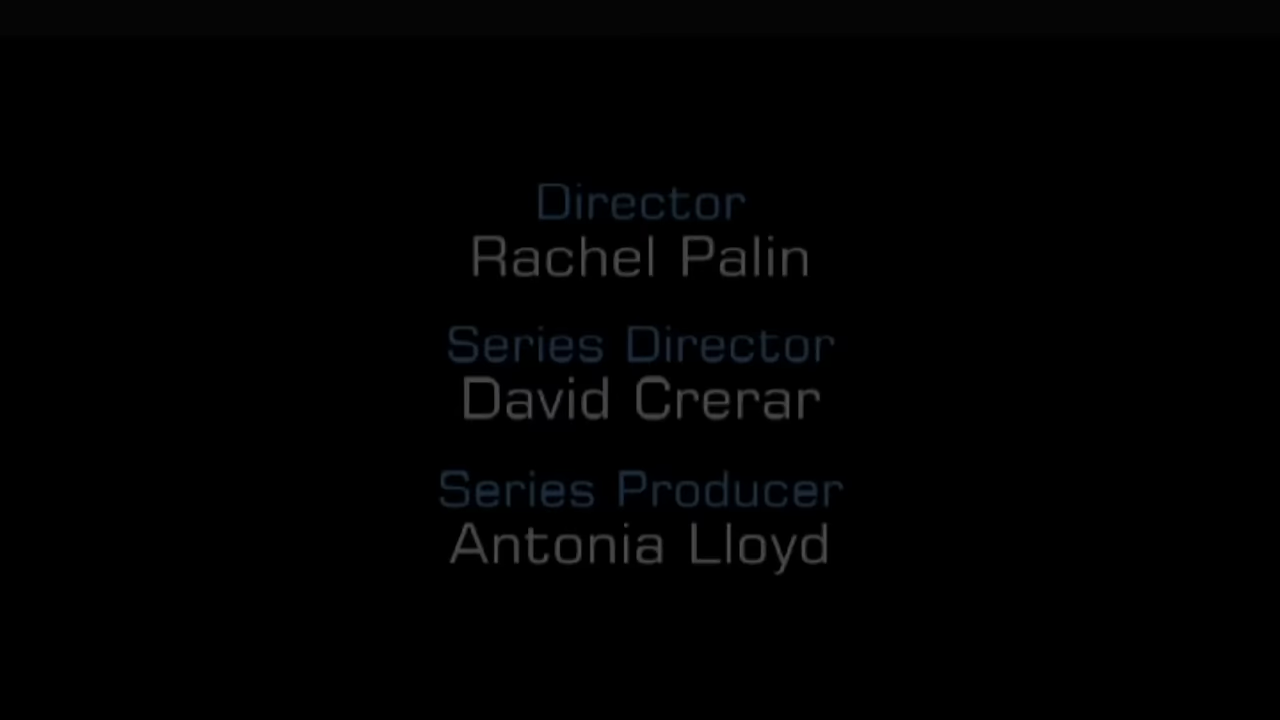 Director
Rachel Palin
Series Director
David Crerar
Series Producer
Antonia Lloyd